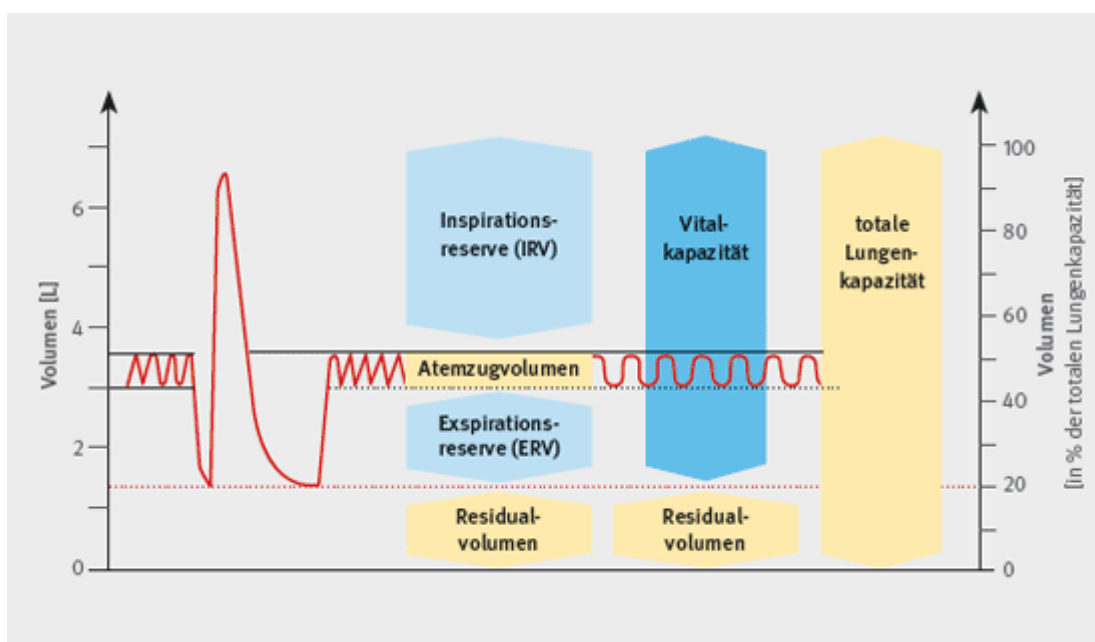 Volumen [L]
6
4
2
0
Inspirations-
reserve (IRV)
Atemzugvolumen
Exspirations-
reserve (ERV)
Residual-
volumen
Vital-
kapazität
Residual-
volumen
totale
Lungen-
kapazität
100
80
60
40
20
0
Volumen
[in % der totalen Lungenkapazität]